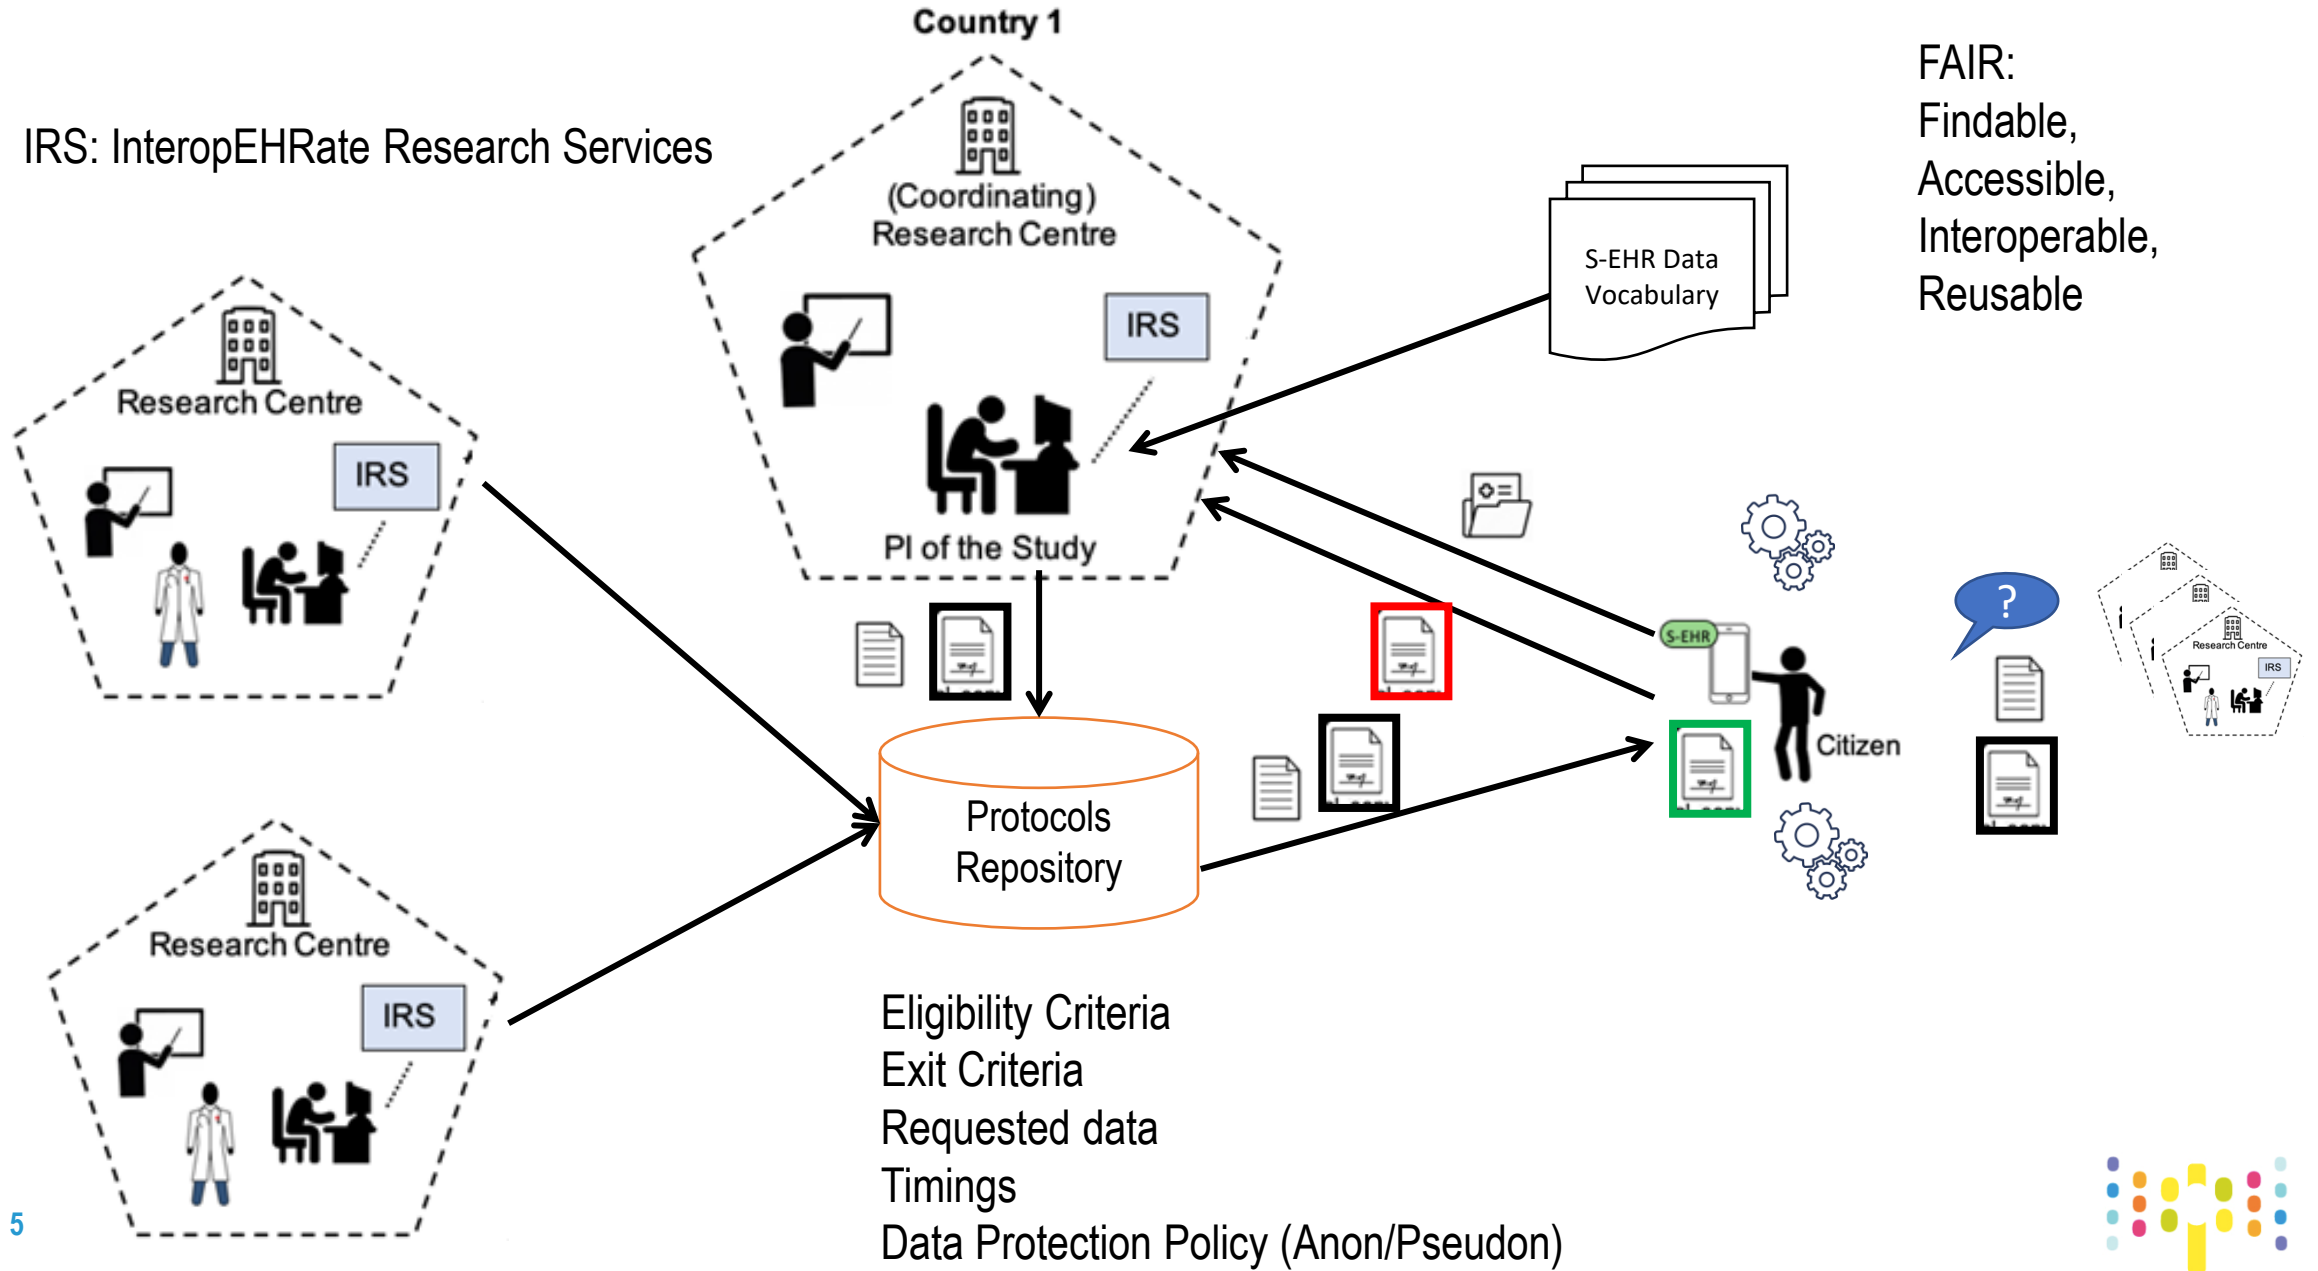 Country 1
IRS: InteropEHRate Research Services
(Coordinating)
Research Centre
IRS
PI of the Study
FAIR:
Findable,
Accessible,
Interoperable,
Reusable
S-EHR Data
Vocabulary
Research Centre
IRS
S-EHR
Citizen
?
Research Centre
IRS
Protocols
Repository
Research Centre
IRS
Eligibility Criteria
Exit Criteria
Requested data
Timings
Data Protection Policy (Anon/Pseudon)
5